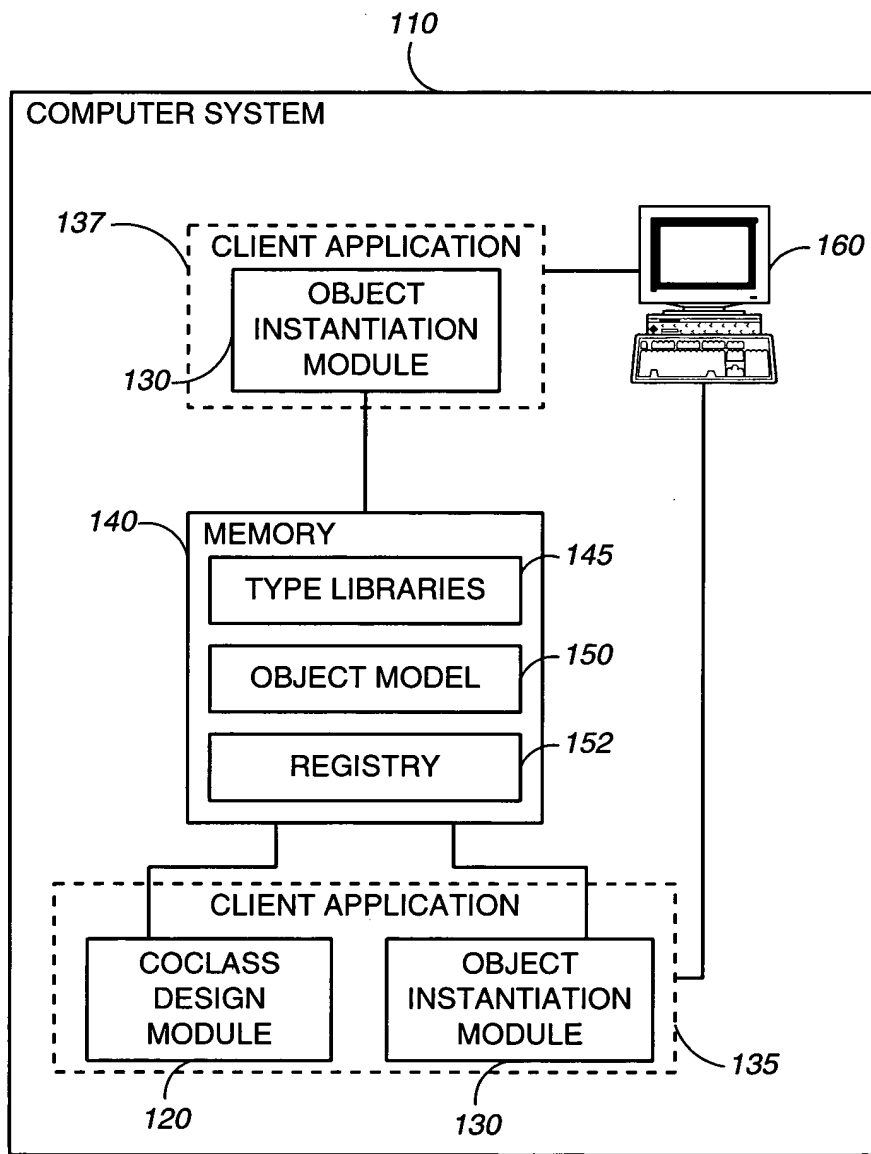 110
COMPUTER SYSTEM
137
CLIENT APPLICATION
OBJECT
INSTANTIATION
MODULE
130
160
140
MEMORY
145
TYPE LIBRARIES
150
OBJECT MODEL
152
REGISTRY
CLIENT APPLICATION
COCLASS
DESIGN
MODULE
OBJECT
INSTANTIATION
MODULE
135
120
130